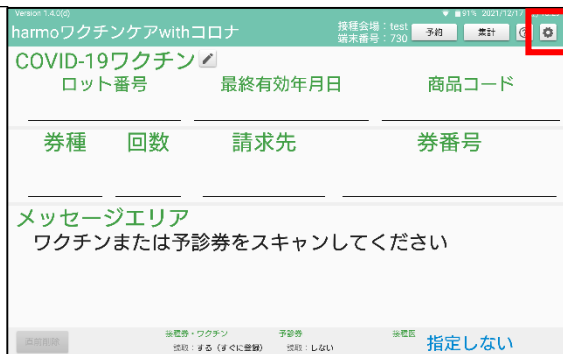 Version 1.4.0(d)
91% 2021/12/17
harmoワクチンケアwithコロナ
接種会場：test
端末番号：730
予約
集計
COVID-19ワクチン
ロット番号 最終有効年月日 商品コード
券種 回数 請求先 券番号
メッセージエリア
ワクチンまたは予診券をスキャンしてください
直前削除
接種券・ワクチン 予診券 接種医
読取：する（すぐに登録） 読取：しない 指定しない